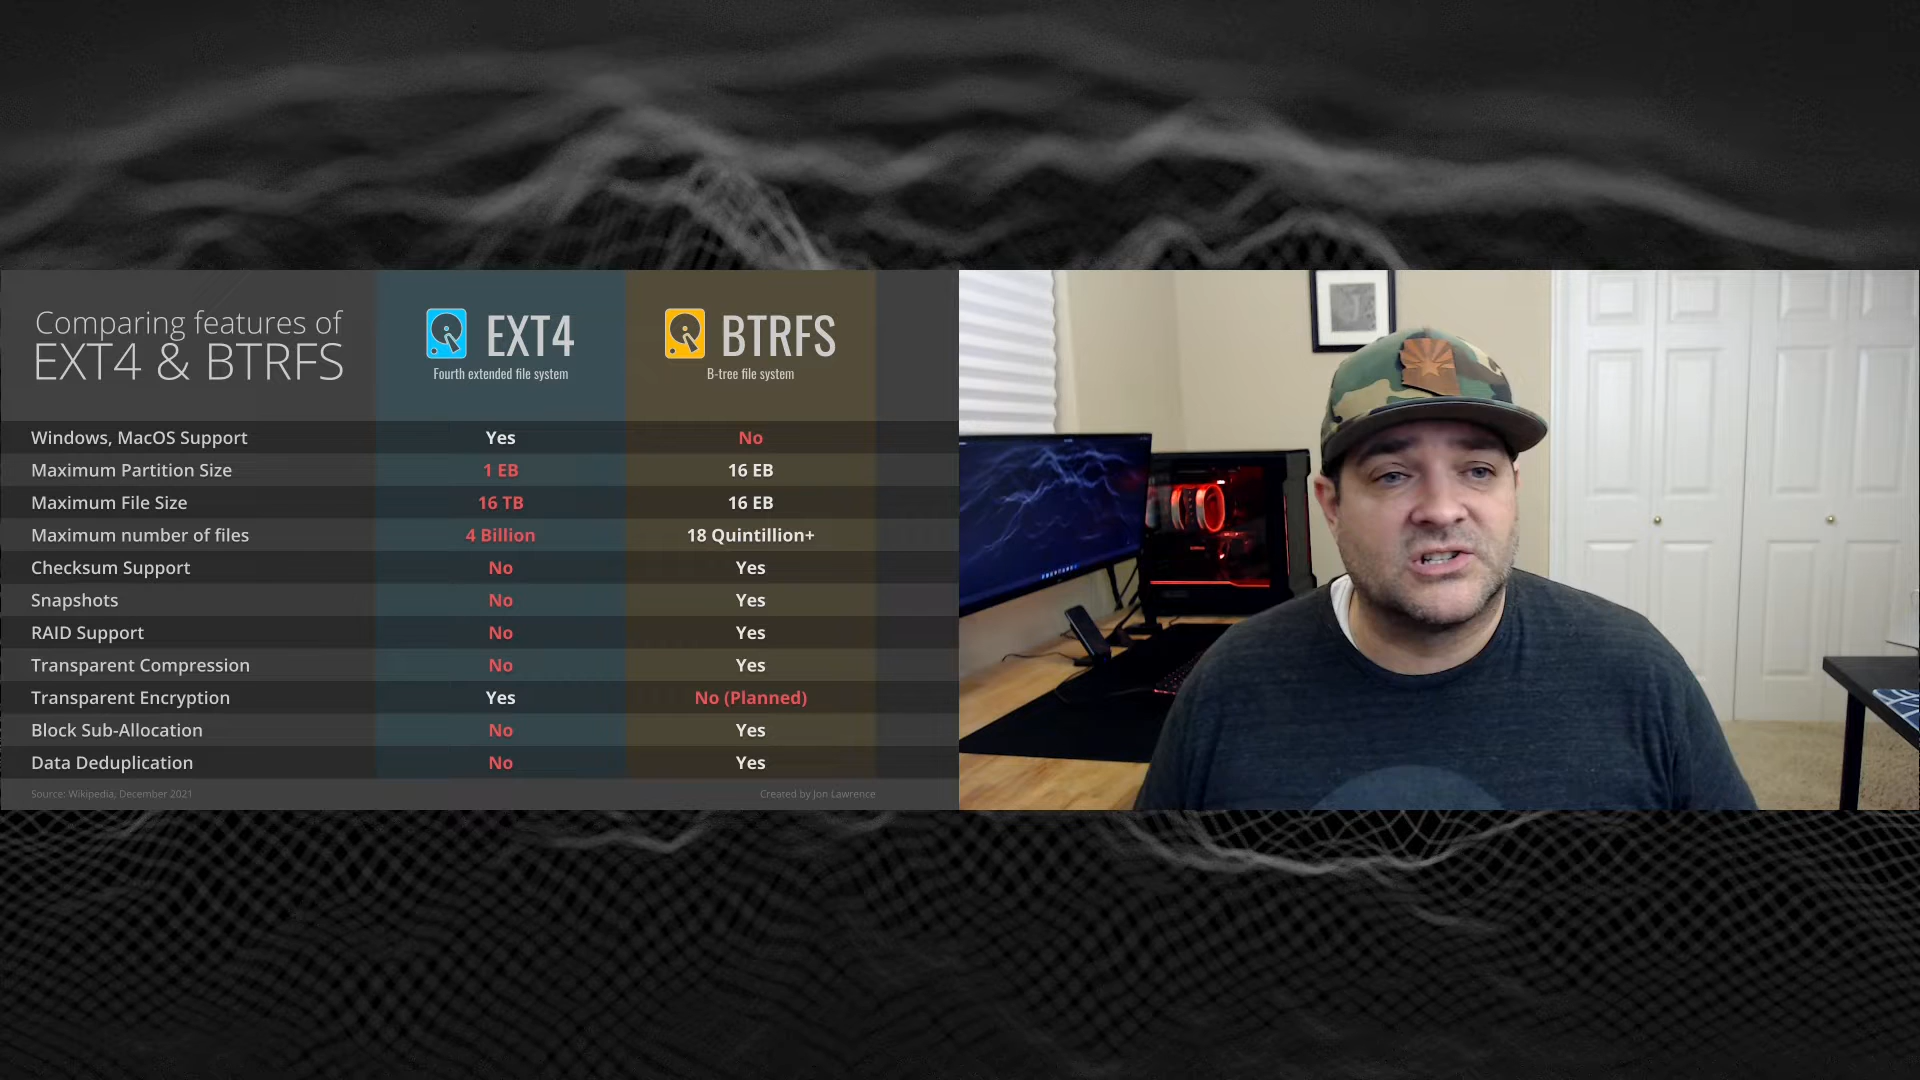 Comparing features of
EXT4 & BTRFS
EXT4
Fourth extended file system
BTRFS
B-tree file system
Windows, MacOS Support Yes No
Maximum Partition Size 1 EB 16 EB
Maximum File Size 16 TB 16 EB
Maximum number of files 4 Billion 18 Quintillion+
Checksum Support No Yes
Snapshots No Yes
RAID Support No Yes
Transparent Compression No Yes
Transparent Encryption Yes No (Planned)
Block Sub-Allocation No Yes
Data Deduplication No Yes
Source: Wikipedia, December 2021 Created by Jon Lawrence